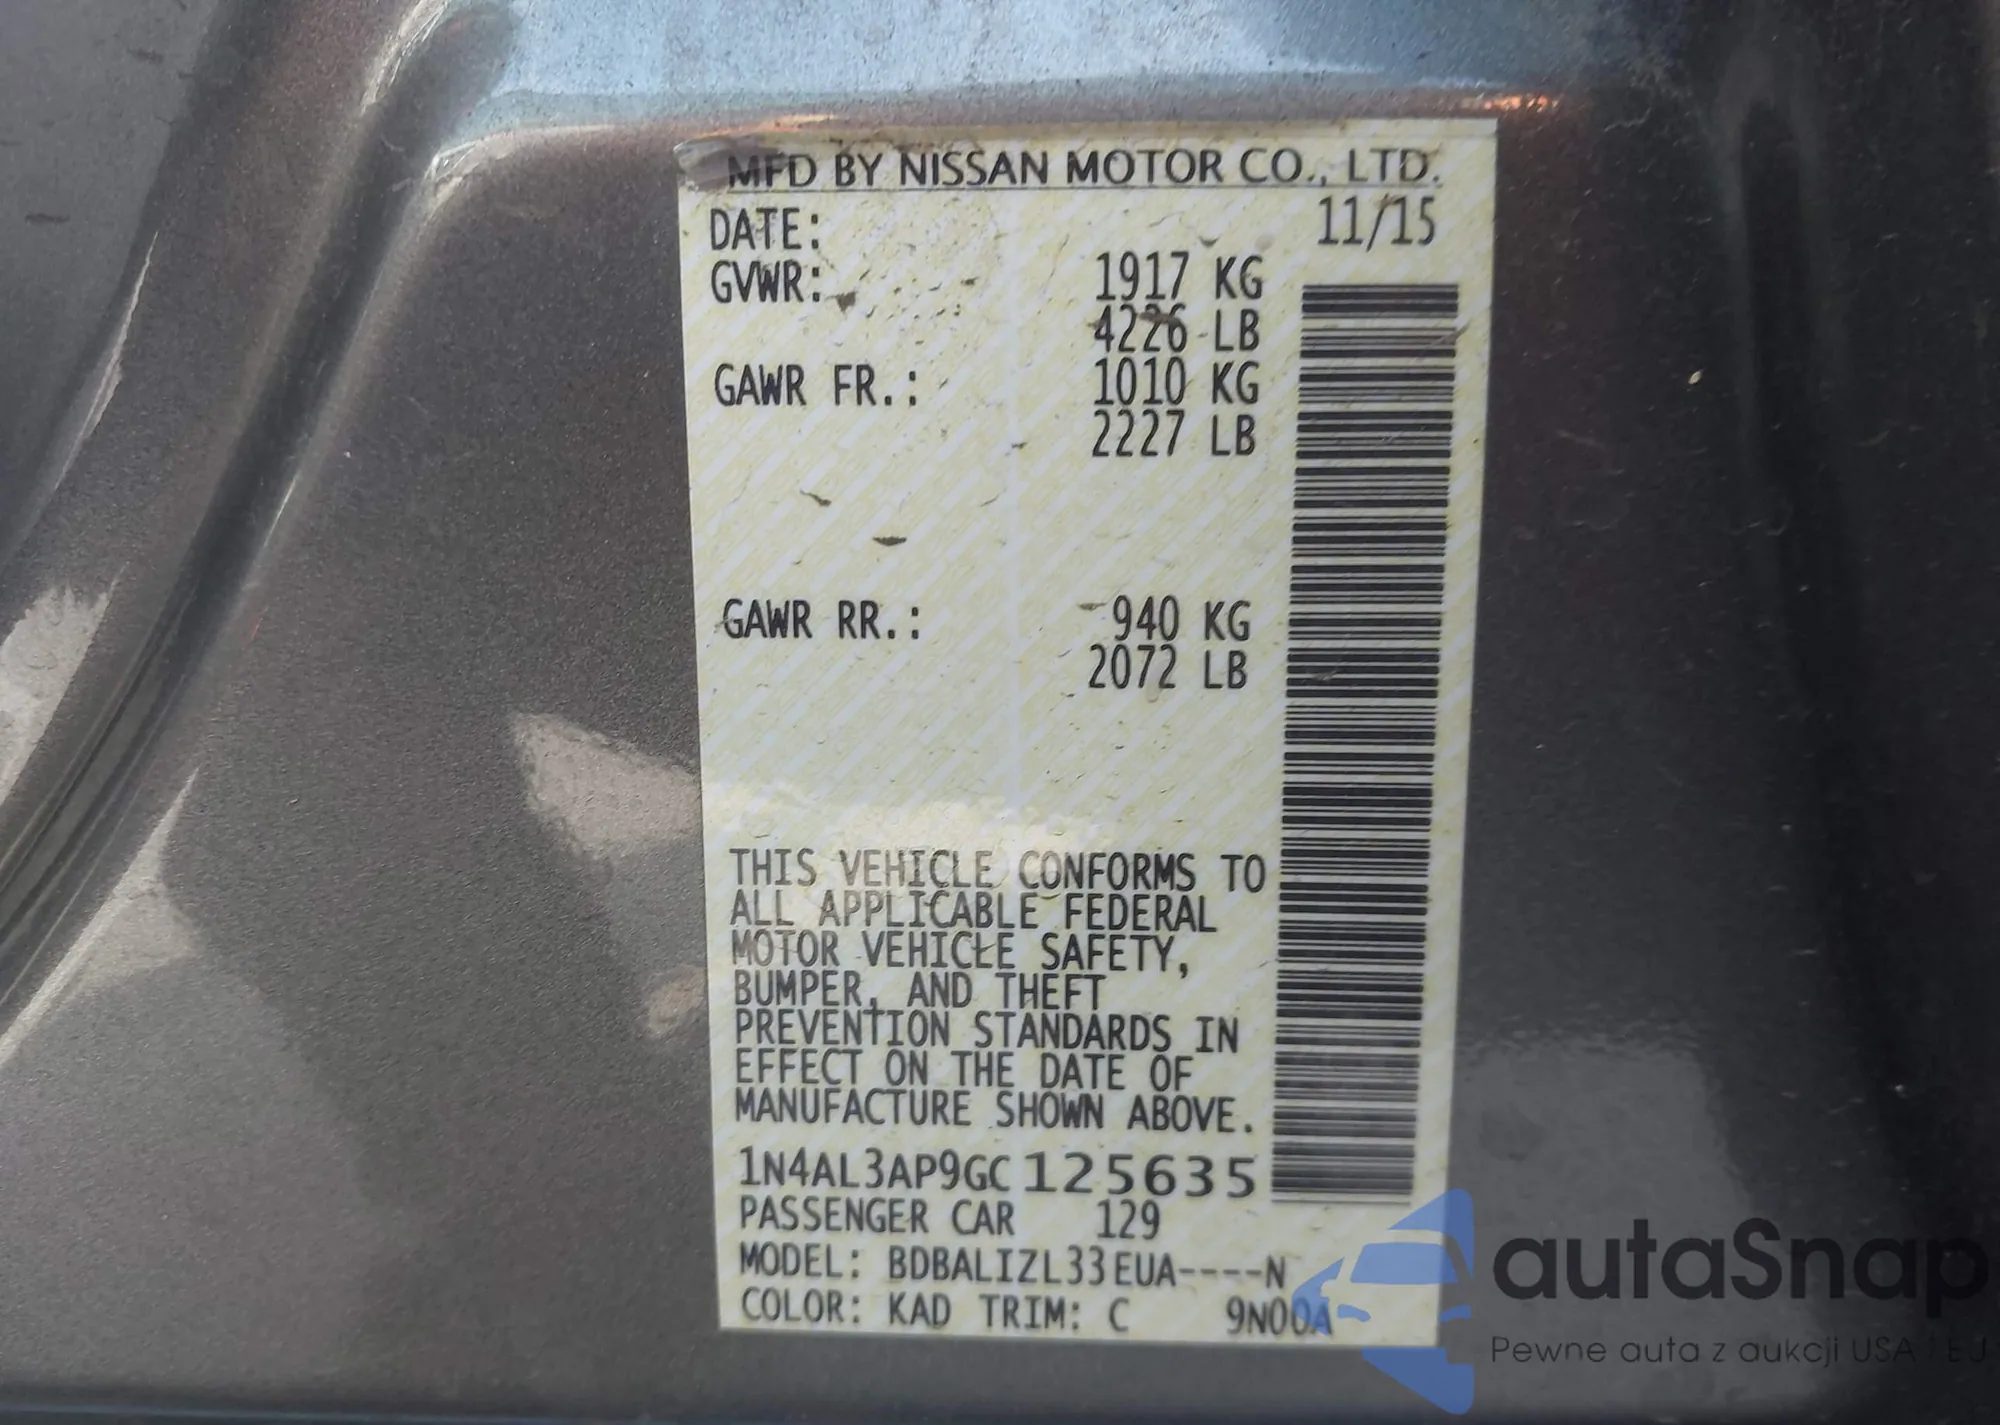 MFD BY NISSAN MOTOR CO., LTD.
DATE: 11/15
GVWR: 1917 KG
4226 LB
GAWR FR.: 1010 KG
2227 LB
GAWR RR.: 940 KG
2072 LB
THIS VEHICLE CONFORMS TO
ALL APPLICABLE FEDERAL
MOTOR VEHICLE SAFETY,
BUMPER, AND THEFT
PREVENTION STANDARDS IN
EFFECT ON THE DATE OF
MANUFACTURE SHOWN ABOVE.
1N4AL3AP9GC125635
PASSENGER CAR 129
MODEL: BDBALIZL33EUA----N
COLOR: KAD TRIM: C 9N00A
autaSnap
Pewne auta z aukcji USA / EU